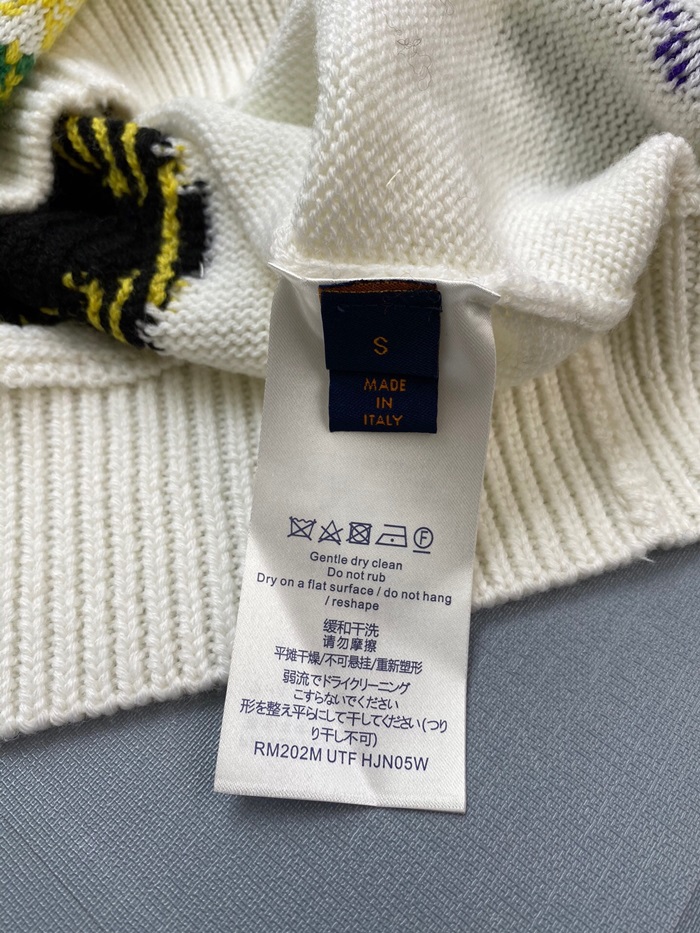 S
MADE
IN
ITALY
Gentle dry clean
Do not rub
Dry on a flat surface / do not hang
/ reshape
缓和干洗
请勿摩擦
平摊干燥/不可悬挂/重新塑形
弱流でドライクリーニング
こすらないでください
形を整え平らにして干してください(つり
り干し不可)
RM202M UTF HJN05W